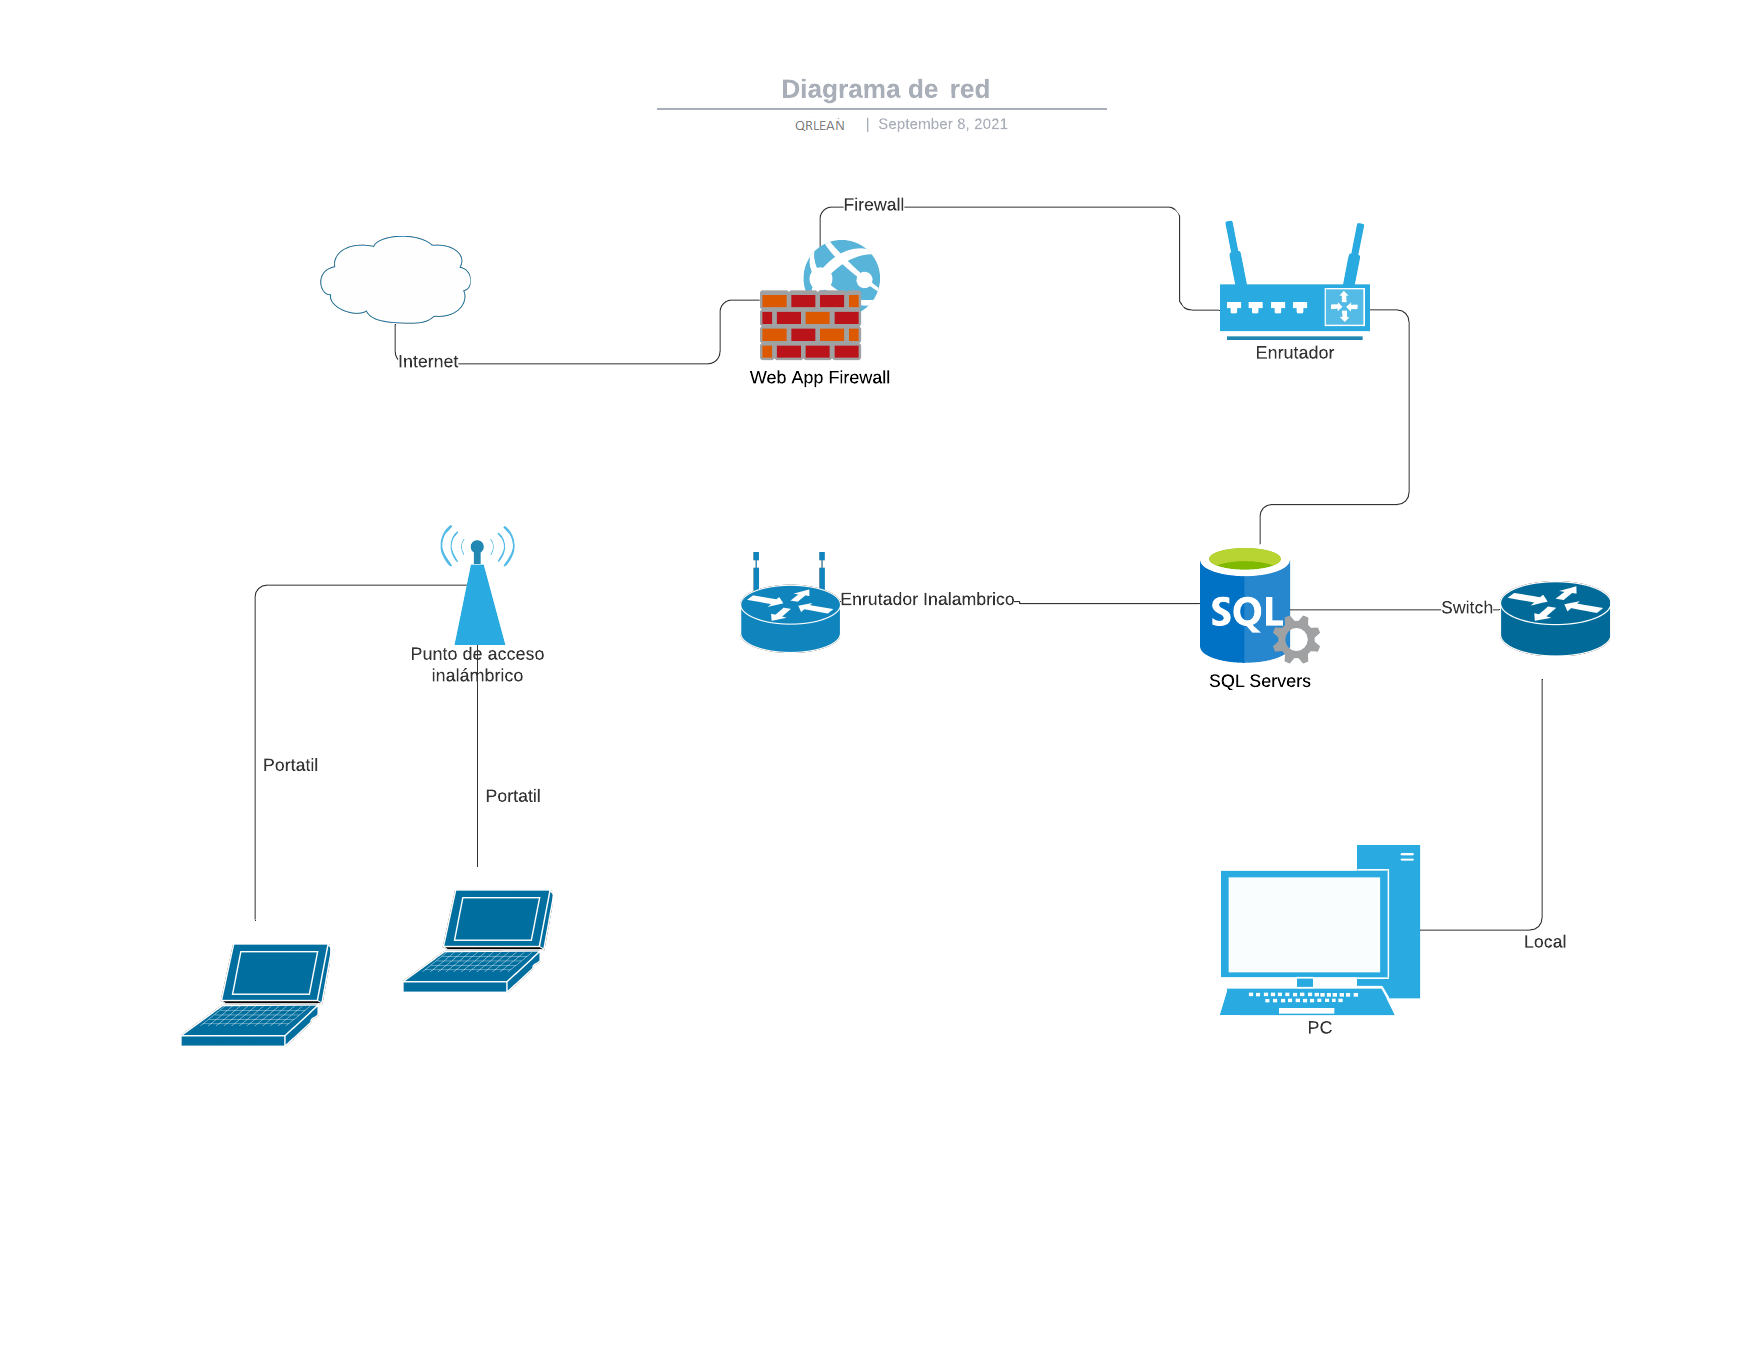 Diagrama de red
QRLEAN | September 8, 2021
Firewall
Internet
Web App Firewall
Enrutador
Enrutador Inalambrico
SQL
Switch
SQL Servers
Punto de acceso
inalámbrico
Portatil
Portatil
Local
PC